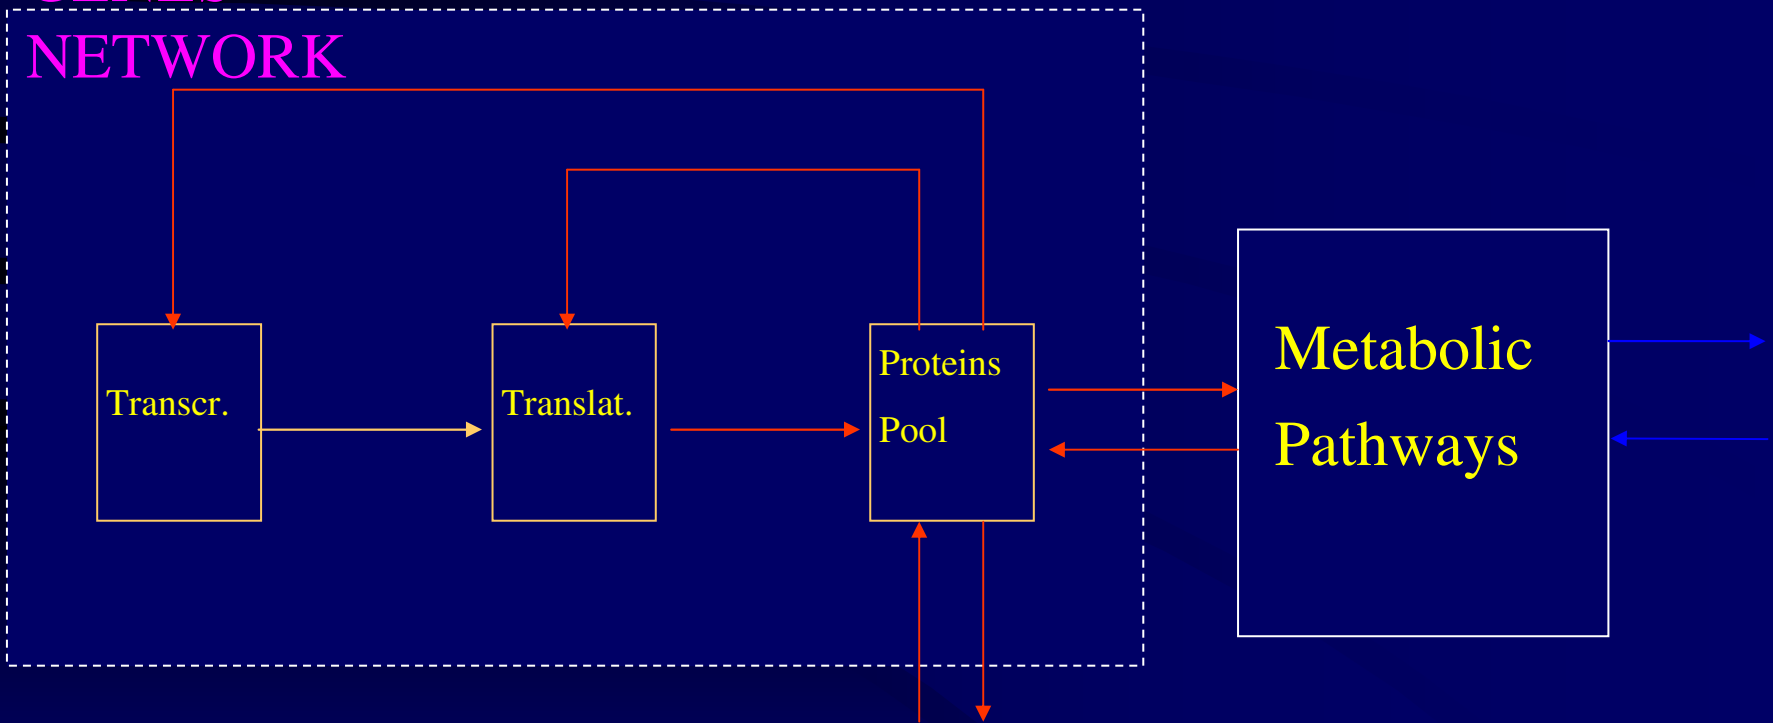 NETWORK
Transcr.
Translat.
Proteins
Pool
Metabolic
Pathways